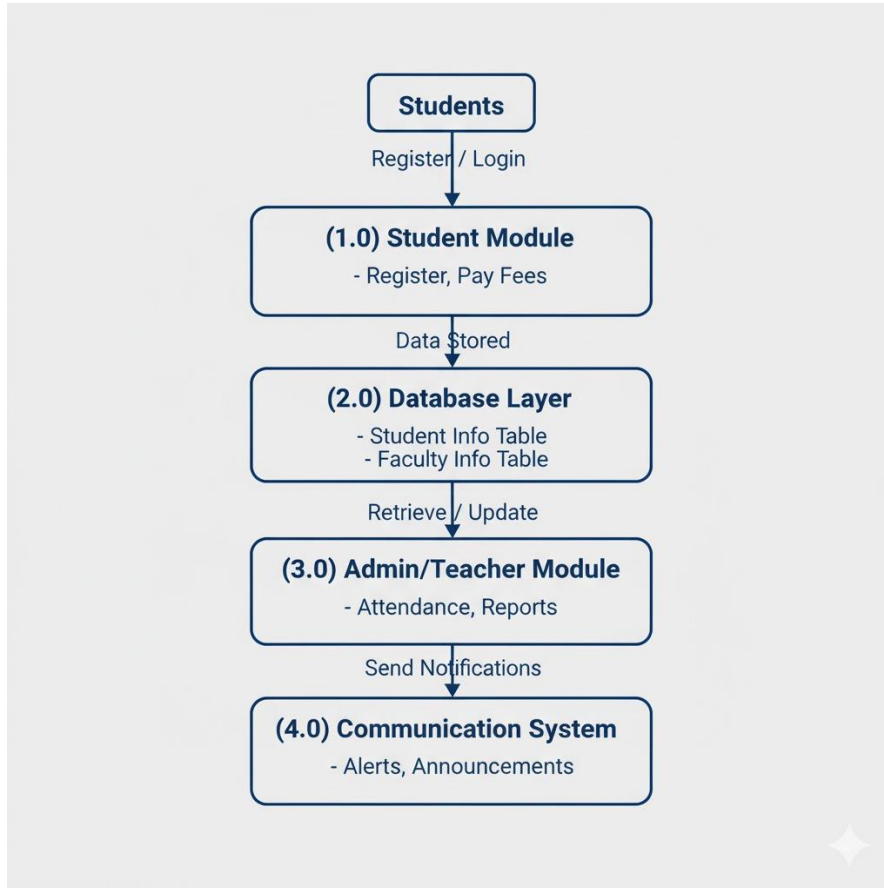 Students
Register / Login
(1.0) Student Module
- Register, Pay Fees
Data Stored
(2.0) Database Layer
- Student Info Table
- Faculty Info Table
Retrieve / Update
(3.0) Admin/Teacher Module
- Attendance, Reports
Send Notifications
(4.0) Communication System
- Alerts, Announcements